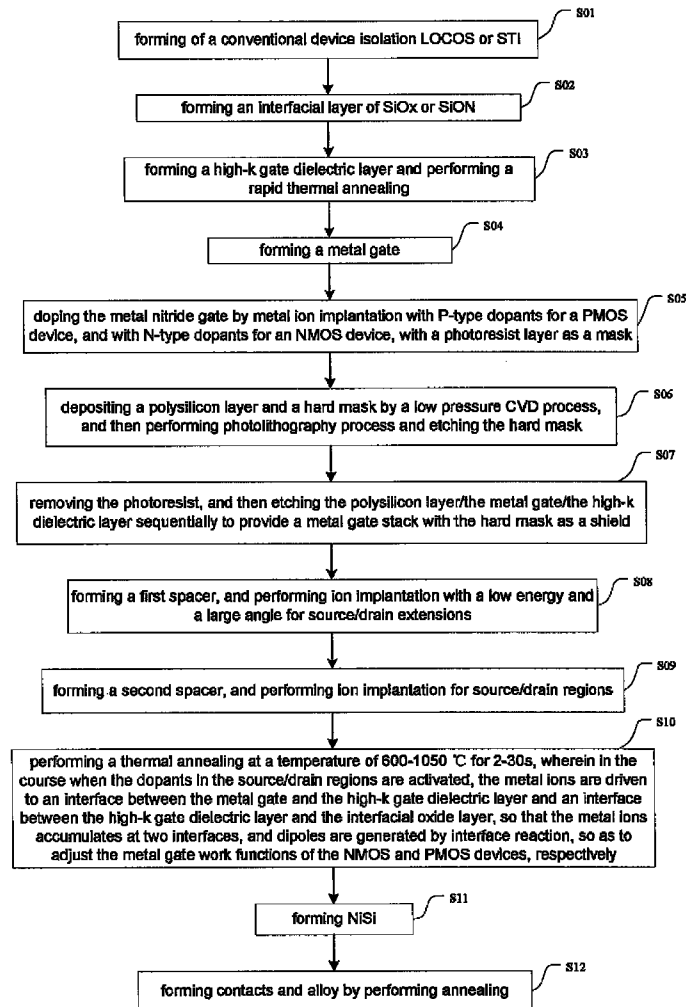 S01
forming of a conventional device isolation LOCOS or STI
S02
forming an interfacial layer of SiOx or SiON
S03
forming a high-k gate dielectric layer and performing a
rapid thermal annealing
S04
forming a metal gate
S05
doping the metal nitride gate by metal ion implantation with P-type dopants for a PMOS
device, and with N-type dopants for an NMOS device, with a photoresist layer as a mask
S06
depositing a polysilicon layer and a hard mask by a low pressure CVD process,
and then performing photolithography process and etching the hard mask
S07
removing the photoresist, and then etching the polysilicon layer/the metal gate/the high-k
dielectric layer sequentially to provide a metal gate stack with the hard mask as a shield
S08
forming a first spacer, and performing ion implantation with a low energy and
a large angle for source/drain extensions
S09
forming a second spacer, and performing ion implantation for source/drain regions
S10
performing a thermal annealing at a temperature of 600-1050 ℃ for 2-30s, wherein in the
course when the dopants in the source/drain regions are activated, the metal ions are driven
to an interface between the metal gate and the high-k gate dielectric layer and an interface
between the high-k gate dielectric layer and the interfacial oxide layer, so that the metal ions
accumulates at two interfaces, and dipoles are generated by interface reaction, so as to
adjust the metal gate work functions of the NMOS and PMOS devices, respectively
S11
forming NiSi
S12
forming contacts and alloy by performing annealing